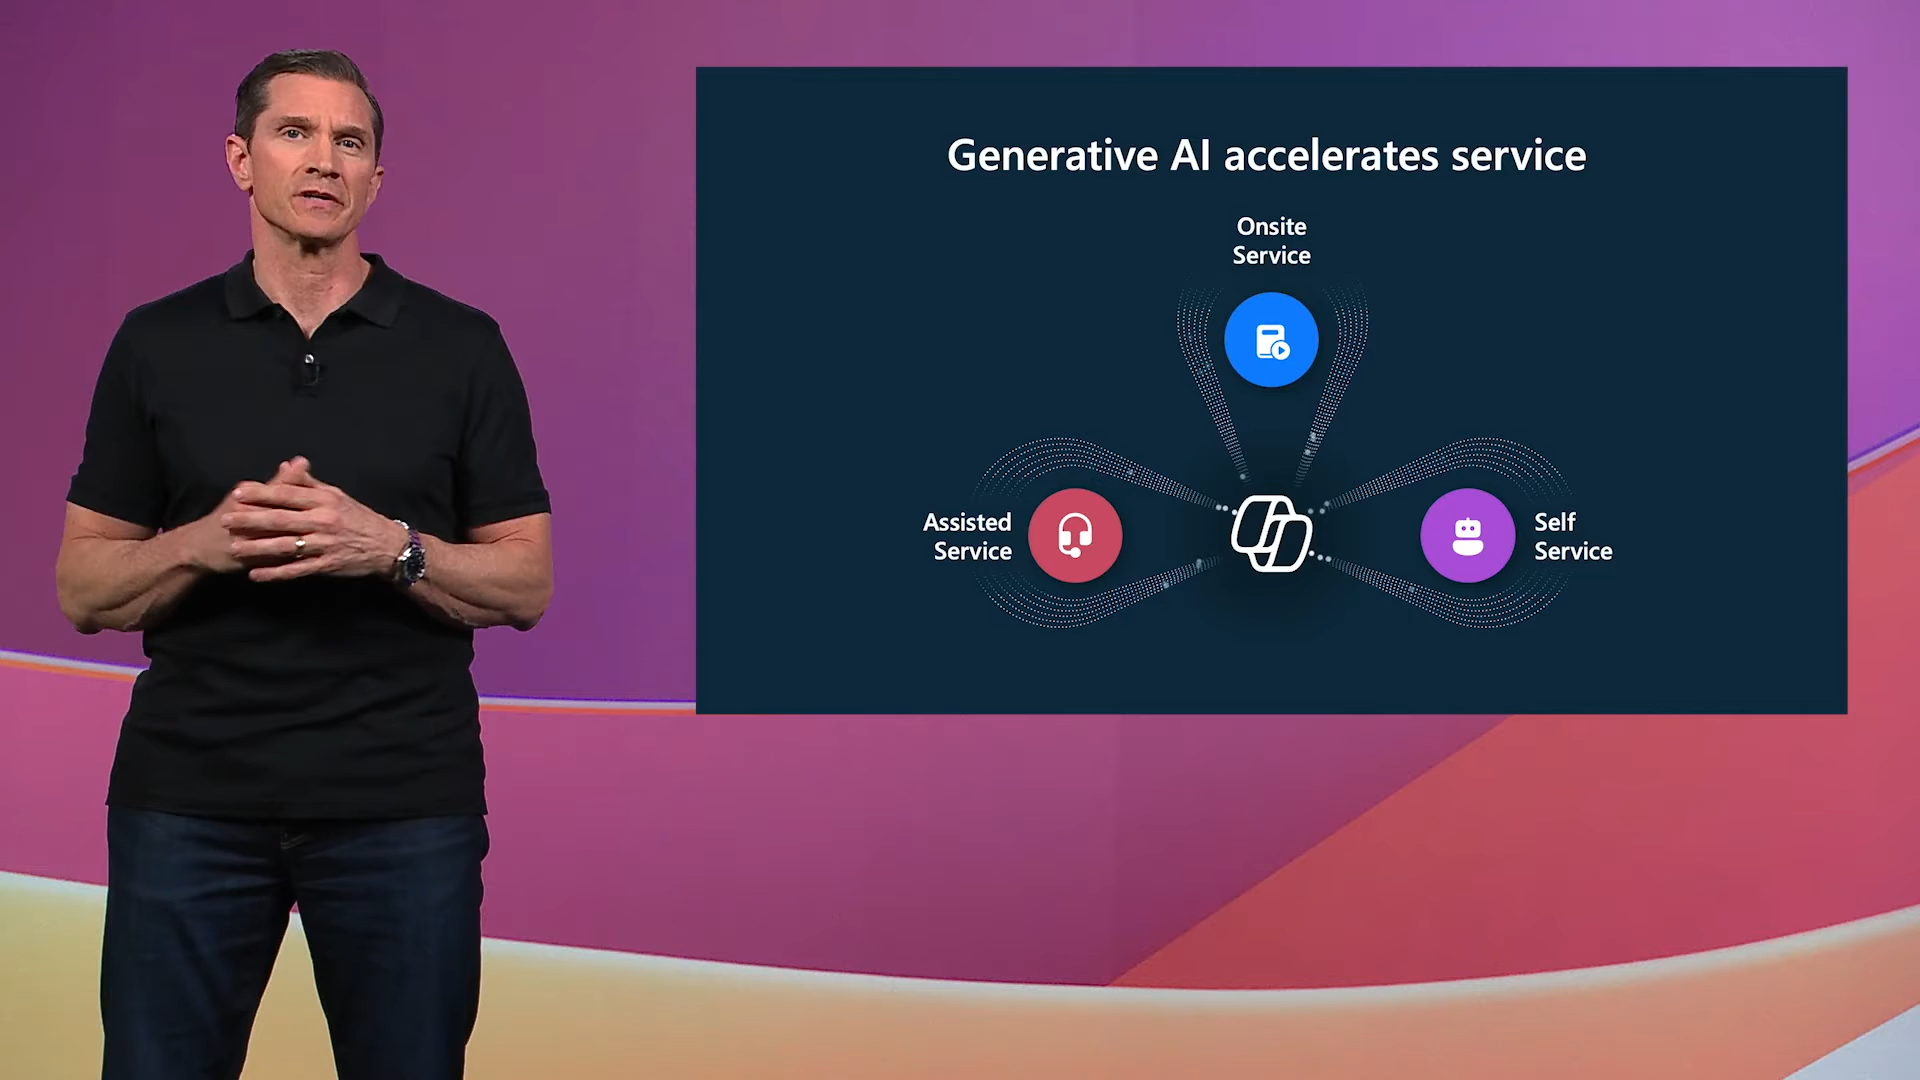 Generative AI accelerates service
Onsite
Service
Assisted
Service
Self
Service